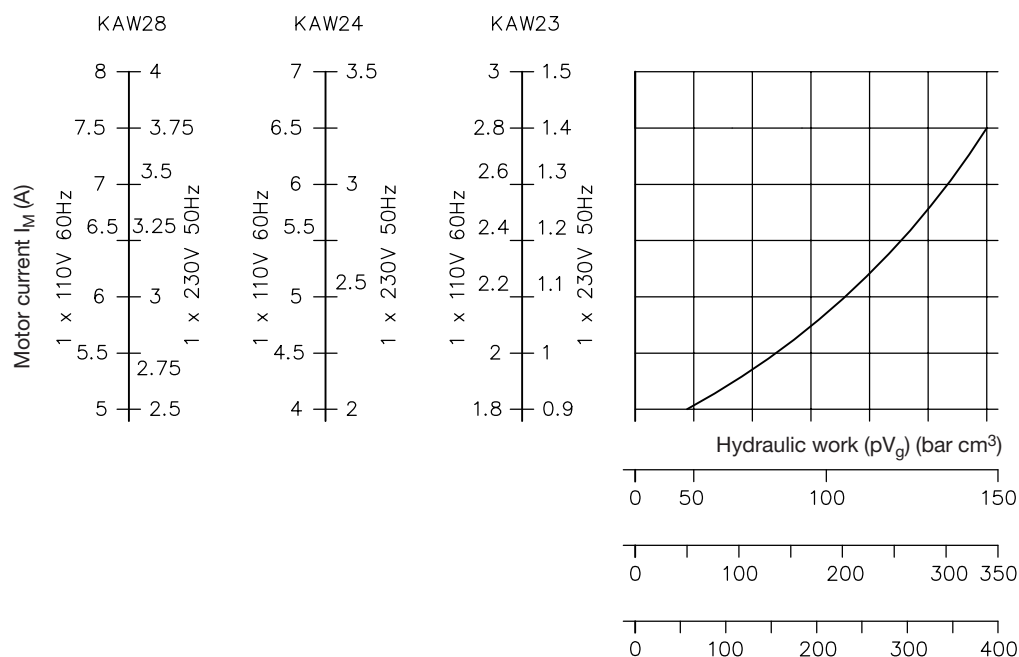 KAW28 KAW24 KAW23
8 4 7 3.5 3 1.5
7.5 3.75 6.5 2.8 1.4
3.5 2.6 1.3
7 6 3
6.5 3.25 5.5 2.4 1.2
2.5 2.2 1.1
6 3 5
5.5 4.5 2 1
2.75
5 2.5 4 2 1.8 0.9
Motor current I_M (A)
1 x 110V 60Hz
1 x 230V 50Hz
1 x 110V 60Hz
1 x 230V 50Hz
1 x 110V 60Hz
1 x 230V 50Hz
Hydraulic work (pVg) (bar cm³)
0 50 100 150
0 100 200 300 350
0 100 200 300 400